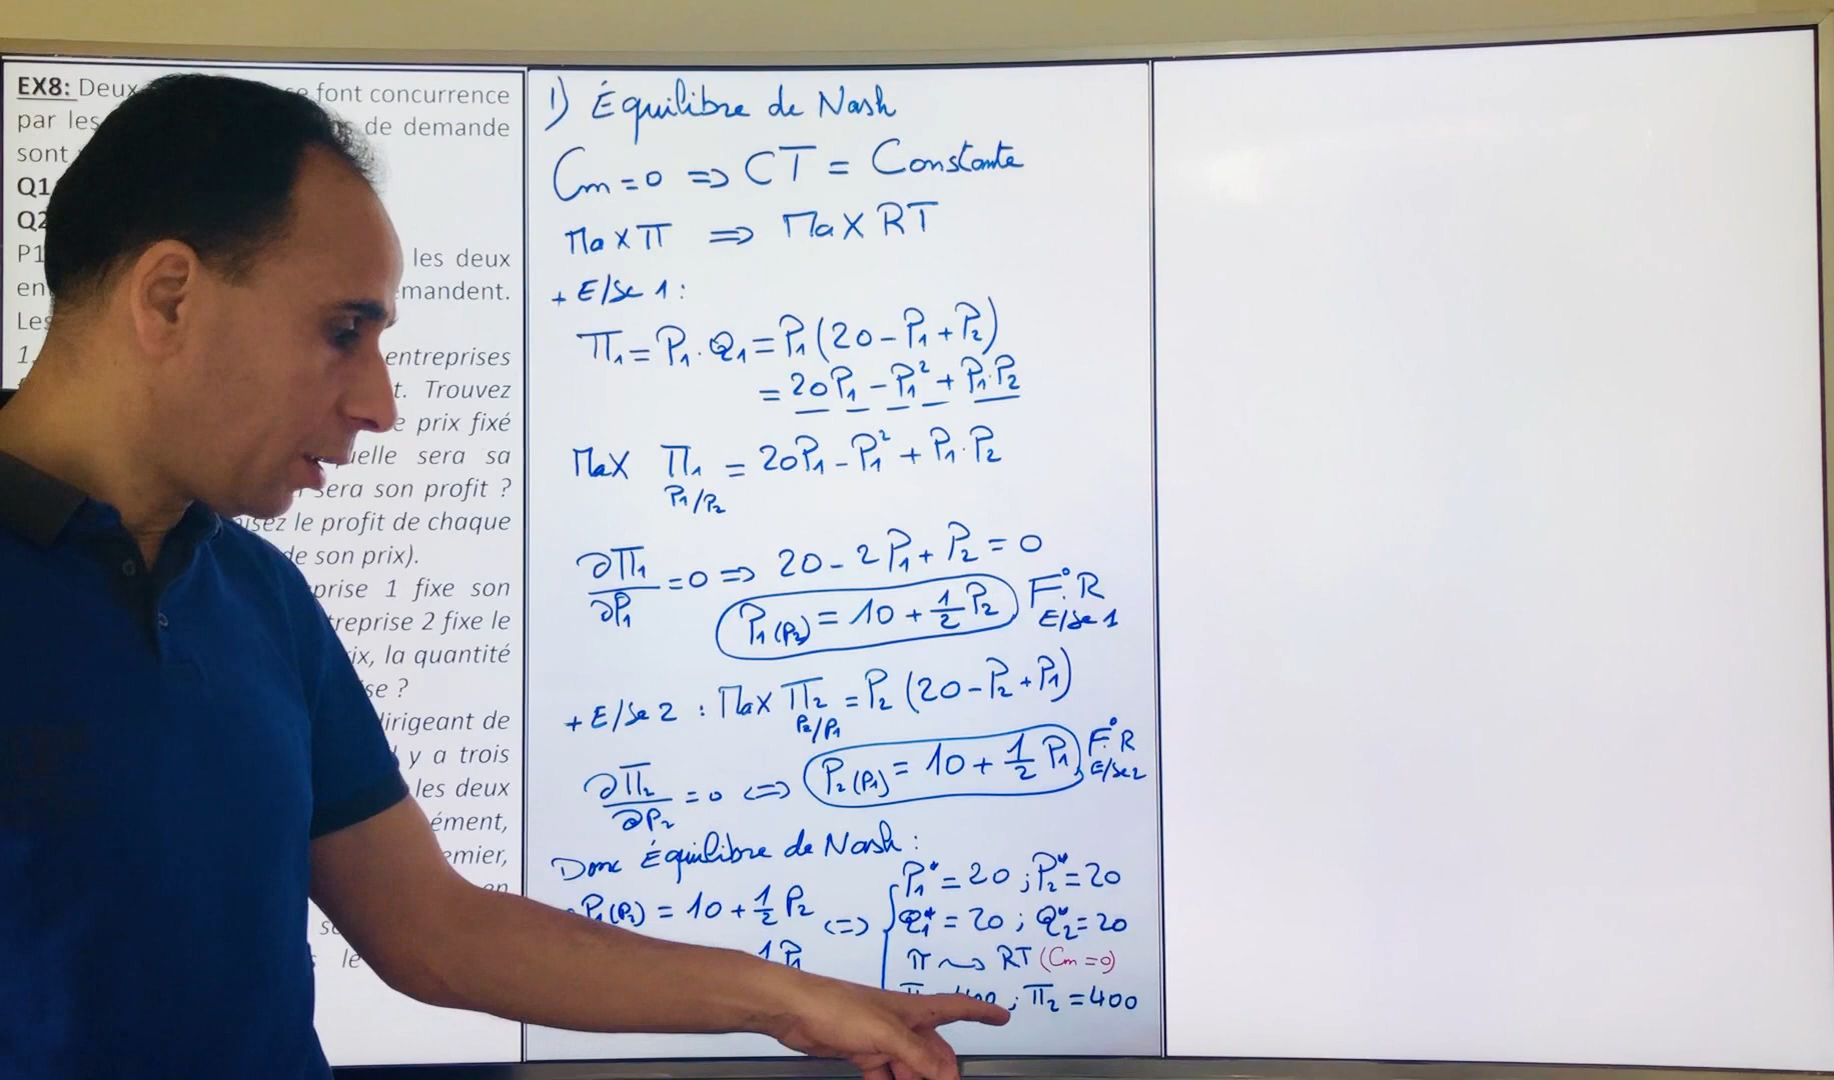 EX8: Deux se font concurrence
par les de demande
sont
Q1
Q2
P1 les deux
mandent.
Les
1. entreprises
t. Trouvez
prix fixé
uelle sera sa
sera son profit ?
isez le profit de chaque
de son prix).
prise 1 fixe son
treprise 2 fixe le
ix, la quantité
se ?
dirigeant de
y a trois
les deux
ément,
emier,
en
le
1) Équilibre de Nash
Cm = 0 => CT = Constante
Max π => Max RT
+ E/se 1 :
π1 = P1 . Q1 = P1 (20 - P1 + P2)
= 20P1 - P1² + P1.P2
Max π1 = 20P1 - P1² + P1.P2
P1/P2
∂π1/∂P1 = 0 => 20 - 2P1 + P2 = 0
P1(P2) = 10 + 1/2 P2 F°.R E/se 1
+ E/se 2 : Max π2 = P2 (20 - P2 + P1)
P2/P1
∂π2/∂P2 = 0 <=> P2(P1) = 10 + 1/2 P1 F°.R E/se2
Donc Équilibre de Nash :
P1(P2) = 10 + 1/2 P2 <=> P1* = 20 ; P2* = 20
Q1* = 20 ; Q2* = 20
1 P1 π ~> RT (Cm = 0)
; π2 = 400